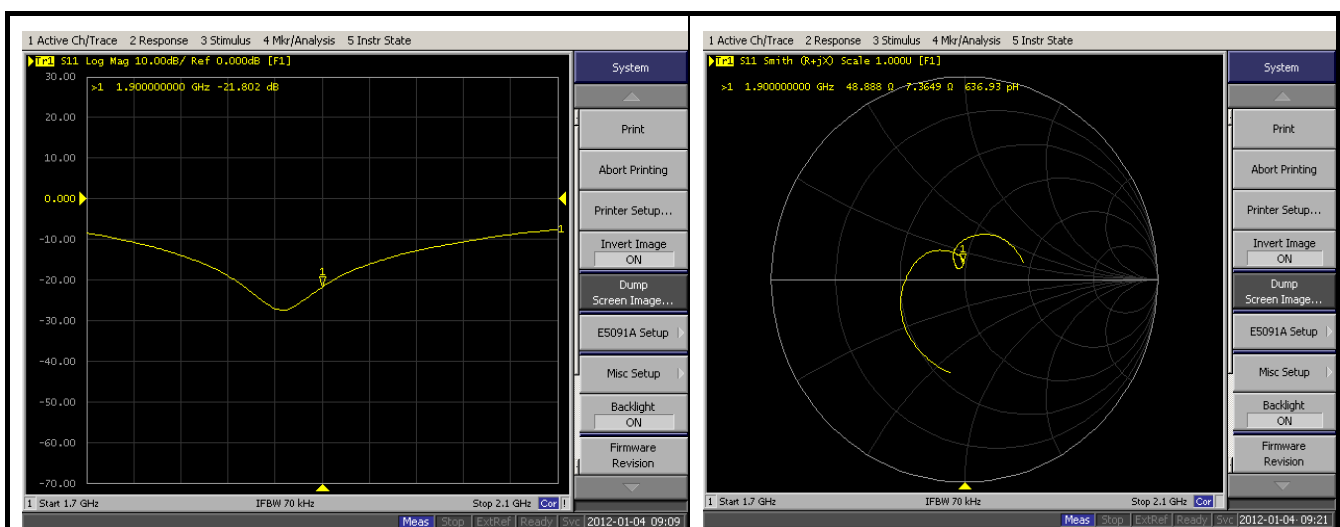 1 Active Ch/Trace 2 Response 3 Stimulus 4 Mkr/Analysis 5 Instr State
Tr1 S11 Log Mag 10.00dB/ Ref 0.000dB [F1]
>1 1.900000000 GHz -21.802 dB
30.00
20.00
10.00
0.000
-10.00
-20.00
-30.00
-40.00
-50.00
-60.00
-70.00
1
1
1 Start 1.7 GHz IFBW 70 kHz Stop 2.1 GHz Cor !
Meas Stop ExtRef Ready Svc 2012-01-04 09:09
System
Print
Abort Printing
Printer Setup...
Invert Image
ON
Dump
Screen Image...
E5091A Setup
Misc Setup
Backlight
ON
Firmware
Revision
1 Active Ch/Trace 2 Response 3 Stimulus 4 Mkr/Analysis 5 Instr State
Tr1 S11 Smith (R+jX) Scale 1.000U [F1]
>1 1.900000000 GHz 48.888 Ω 7.3649 Ω 636.93 pH
1
1 Start 1.7 GHz IFBW 70 kHz Stop 2.1 GHz Cor
Meas Stop ExtRef Ready Svc 2012-01-04 09:21
System
Print
Abort Printing
Printer Setup...
Invert Image
ON
Dump
Screen Image...
E5091A Setup
Misc Setup
Backlight
ON
Firmware
Revision